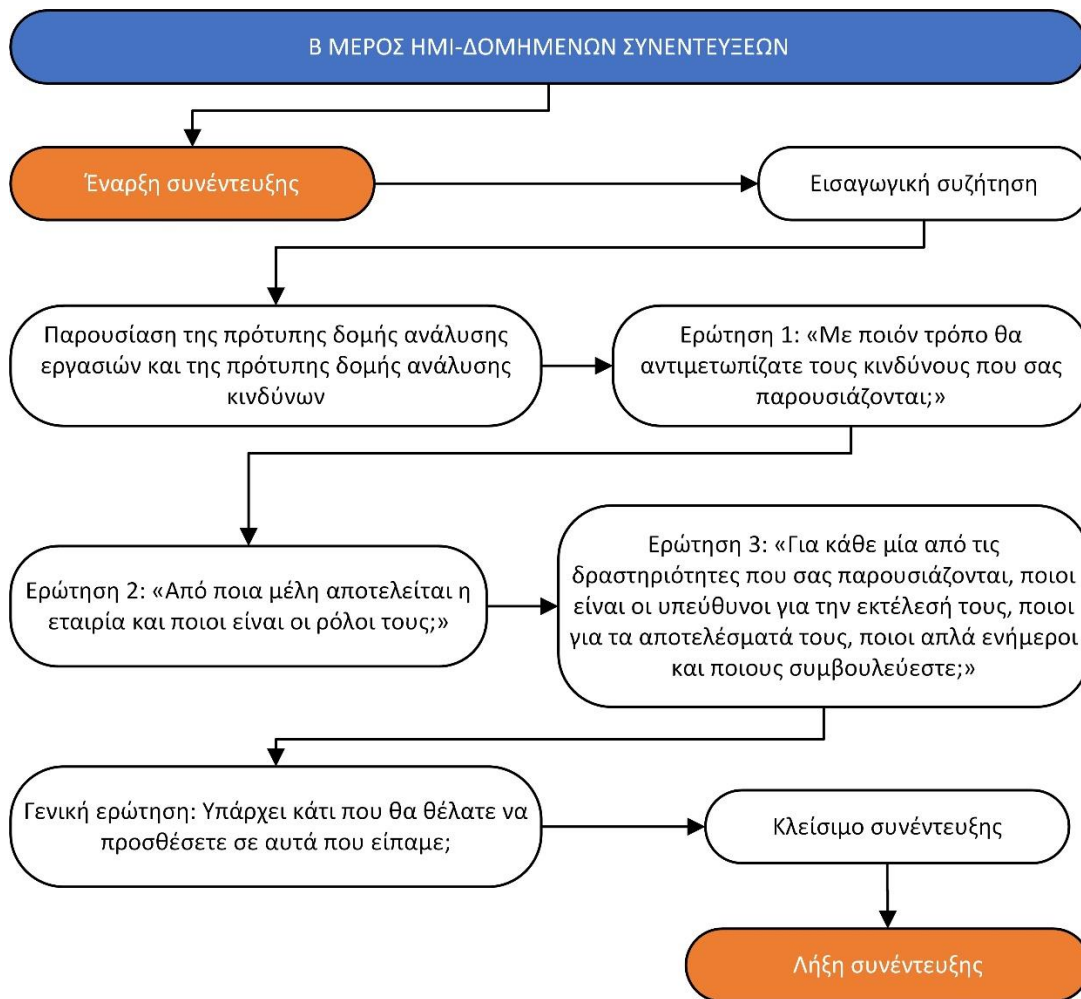 Β ΜΕΡΟΣ ΗΜΙ-ΔΟΜΗΜΕΝΩΝ ΣΥΝΕΝΤΕΥΞΕΩΝ
Έναρξη συνέντευξης
Εισαγωγική συζήτηση
Παρουσίαση της πρότυπης δομής ανάλυσης
εργασιών και της πρότυπης δομής ανάλυσης
κινδύνων
Ερώτηση 1: «Με ποιόν τρόπο θα
αντιμετωπίζατε τους κινδύνους που σας
παρουσιάζονται;»
Ερώτηση 2: «Από ποια μέλη αποτελείται η
εταιρία και ποιοι είναι οι ρόλοι τους;»
Ερώτηση 3: «Για κάθε μία από τις
δραστηριότητες που σας παρουσιάζονται, ποιοι
είναι οι υπεύθυνοι για την εκτέλεσή τους, ποιοι
για τα αποτελέσματά τους, ποιοι απλά ενήμεροι
και ποιους συμβουλεύεστε;»
Γενική ερώτηση: Υπάρχει κάτι που θα θέλατε να
προσθέσετε σε αυτά που είπαμε;
Κλείσιμο συνέντευξης
Λήξη συνέντευξης